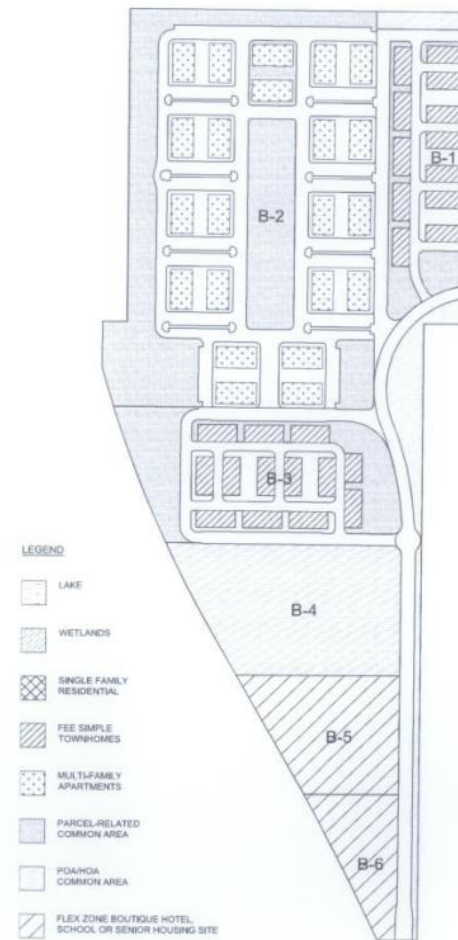 B-1
B-2
B-3
B-4
B-5
B-6
LEGEND
LAKE
WETLANDS
SINGLE FAMILY
RESIDENTIAL
FEE SIMPLE
TOWNHOMES
MULTI-FAMILY
APARTMENTS
PARCEL-RELATED
COMMON AREA
POA/HOA
COMMON AREA
FLEX ZONE BOUTIQUE HOTEL,
SCHOOL OR SENIOR HOUSING SITE